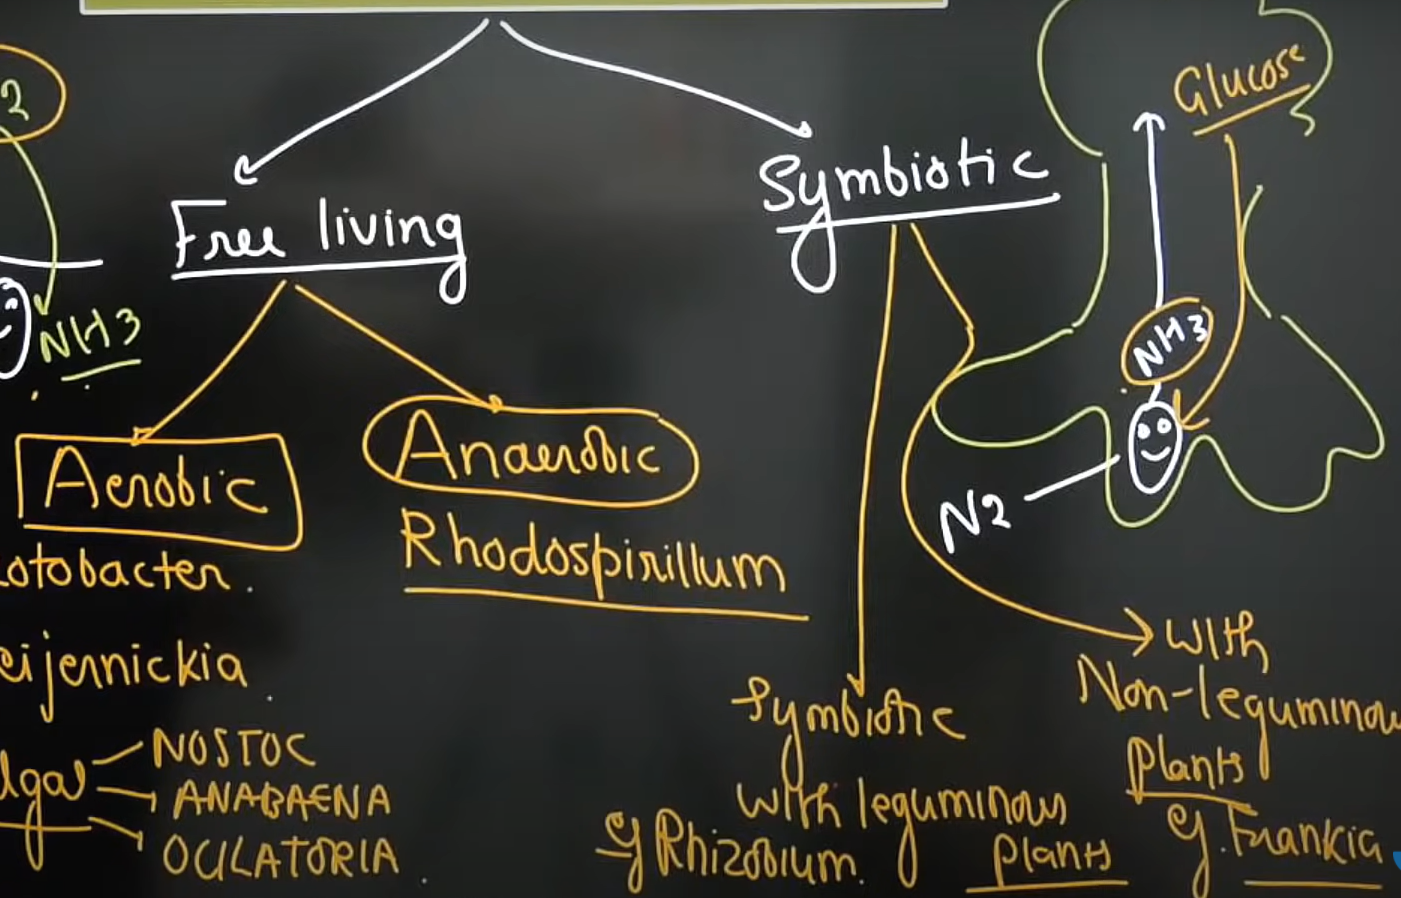 Glucose
Symbiotic
Free living
NH3
NH3
Aerobic
Anaerobic
N2
otobacter.
Rhodospirillum
eijernickia
with
Non-leguminou
Plants
eg. Frankia
Symbiotic
with leguminous
plants
eg Rhizobium.
lgae
NOSTOC
ANABAENA
OCILATORIA